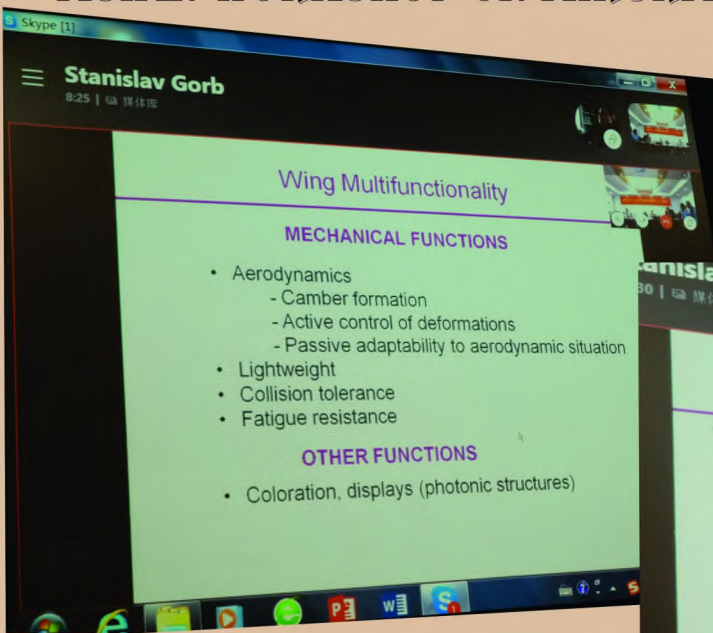 Skype [1]
Stanislav Gorb
8:25 | 媒体库
Wing Multifunctionality
MECHANICAL FUNCTIONS
• Aerodynamics
- Camber formation
- Active control of deformations
- Passive adaptability to aerodynamic situation
• Lightweight
• Collision tolerance
• Fatigue resistance
OTHER FUNCTIONS
• Coloration, displays (photonic structures)
30 |